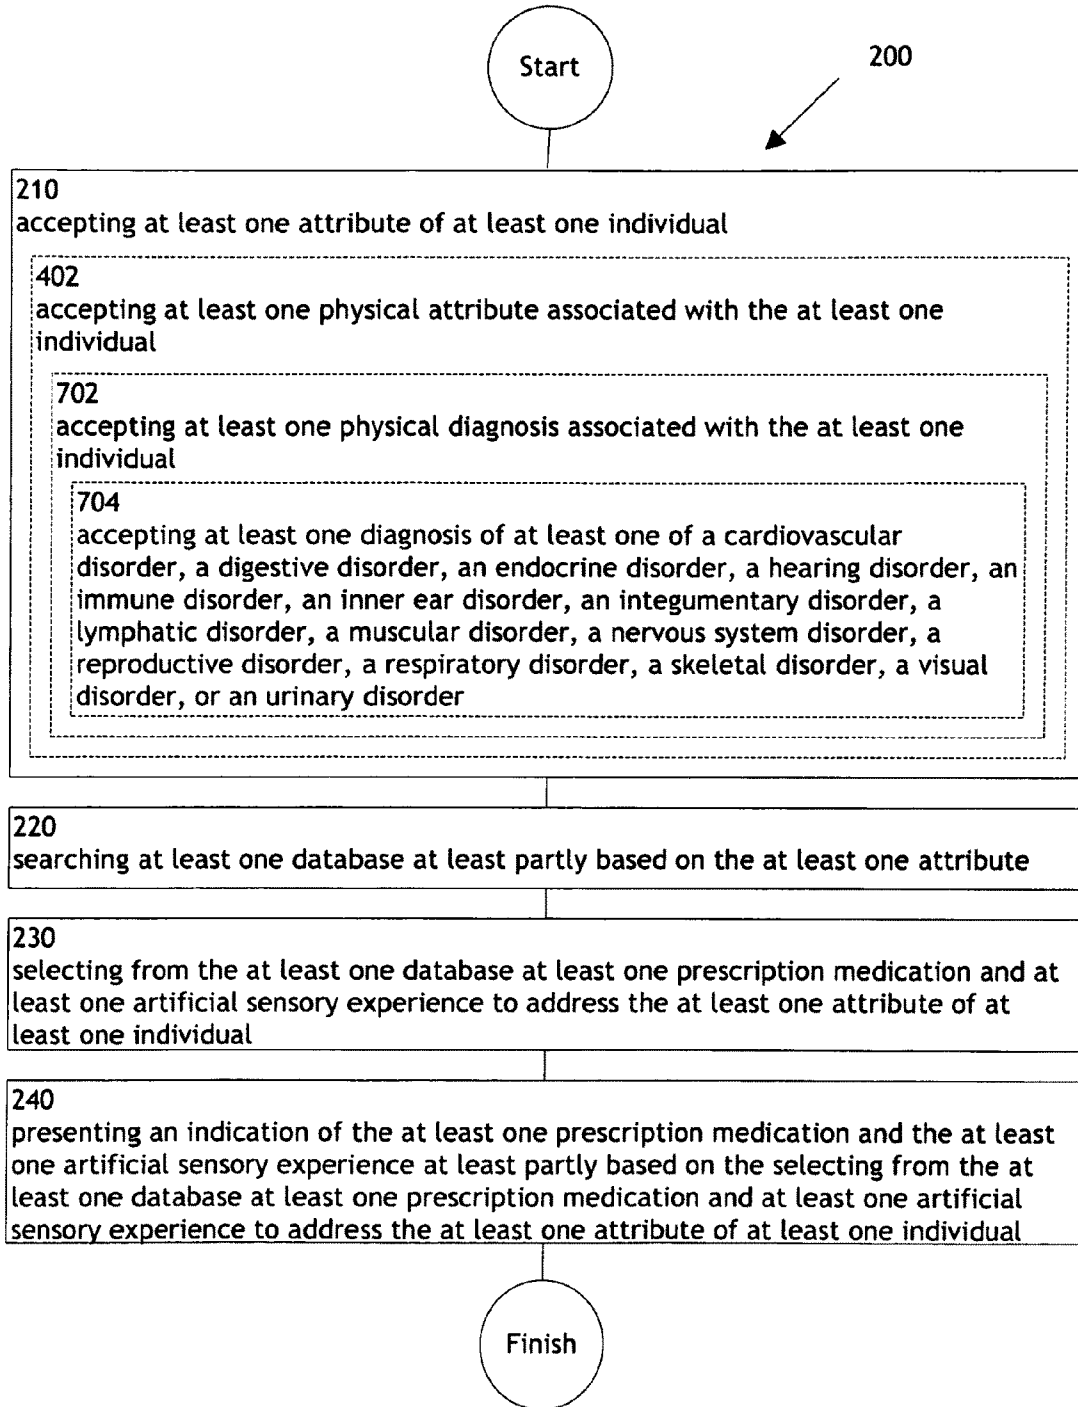 Start
200
210
accepting at least one attribute of at least one individual
402
accepting at least one physical attribute associated with the at least one
individual
702
accepting at least one physical diagnosis associated with the at least one
individual
704
accepting at least one diagnosis of at least one of a cardiovascular
disorder, a digestive disorder, an endocrine disorder, a hearing disorder, an
immune disorder, an inner ear disorder, an integumentary disorder, a
lymphatic disorder, a muscular disorder, a nervous system disorder, a
reproductive disorder, a respiratory disorder, a skeletal disorder, a visual
disorder, or an urinary disorder
220
searching at least one database at least partly based on the at least one attribute
230
selecting from the at least one database at least one prescription medication and at
least one artificial sensory experience to address the at least one attribute of at
least one individual
240
presenting an indication of the at least one prescription medication and the at least
one artificial sensory experience at least partly based on the selecting from the at
least one database at least one prescription medication and at least one artificial
sensory experience to address the at least one attribute of at least one individual
Finish